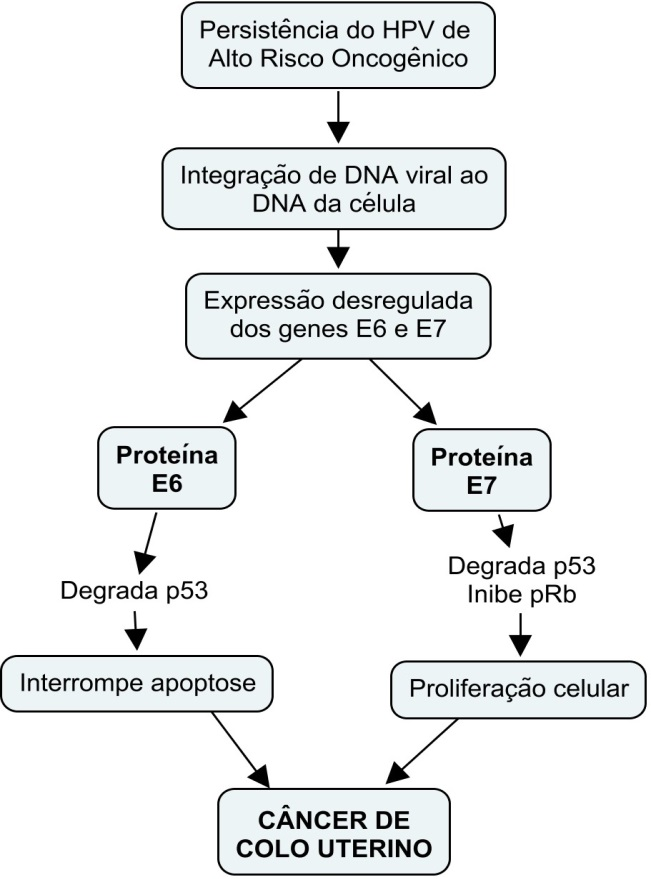 Persistência do HPV de
Alto Risco Oncogênico
Integração de DNA viral ao
DNA da célula
Expressão desregulada
dos genes E6 e E7
Proteína
E6
Proteína
E7
Degrada p53
Degrada p53
Inibe pRb
Interrompe apoptose
Proliferação celular
CÂNCER DE
COLO UTERINO